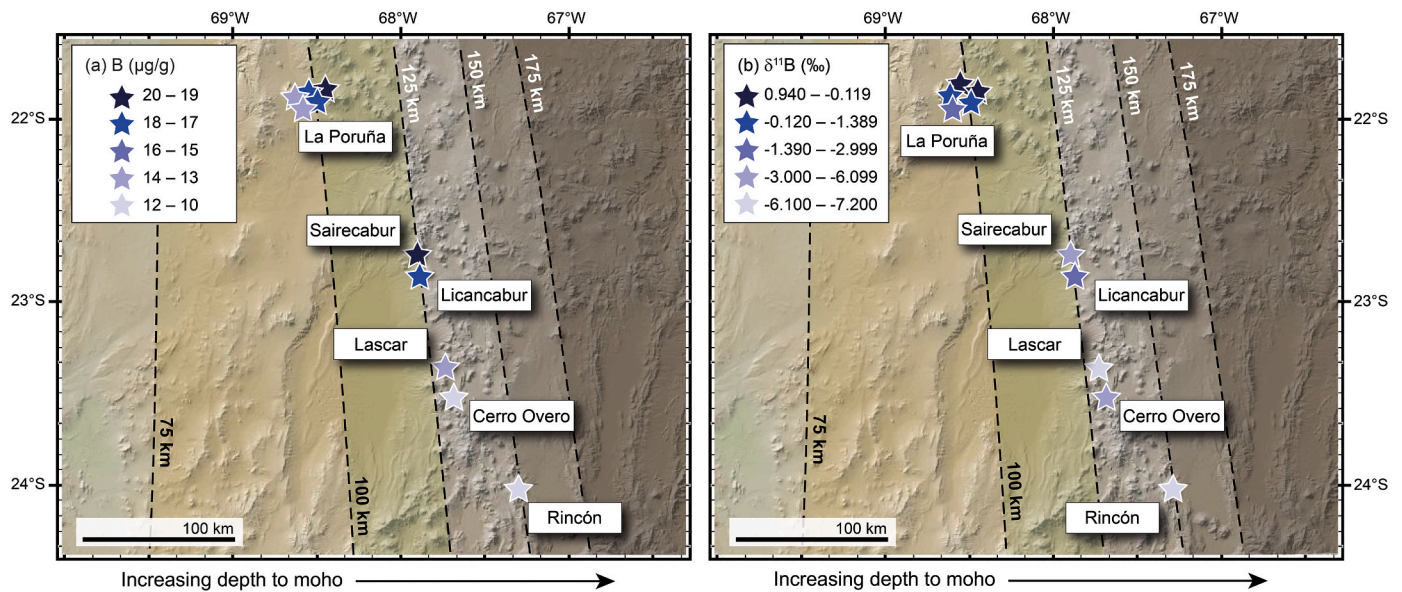 69°W 68°W 67°W
(a) B (µg/g)
20 – 19
18 – 17
16 – 15
14 – 13
12 – 10
125 km
150 km
175 km
22°S
La Poruña
Sairecabur
23°S
Licancabur
Lascar
Cerro Overo
75 km
24°S
100 km
Rincón
100 km
Increasing depth to moho
69°W 68°W 67°W
(b) δ¹¹B (‰)
0.940 – -0.119
-0.120 – -1.389
-1.390 – -2.999
-3.000 – -6.099
-6.100 – -7.200
125 km
150 km
175 km
22°S
La Poruña
Sairecabur
23°S
Licancabur
Lascar
Cerro Overo
75 km
24°S
100 km
Rincón
100 km
Increasing depth to moho